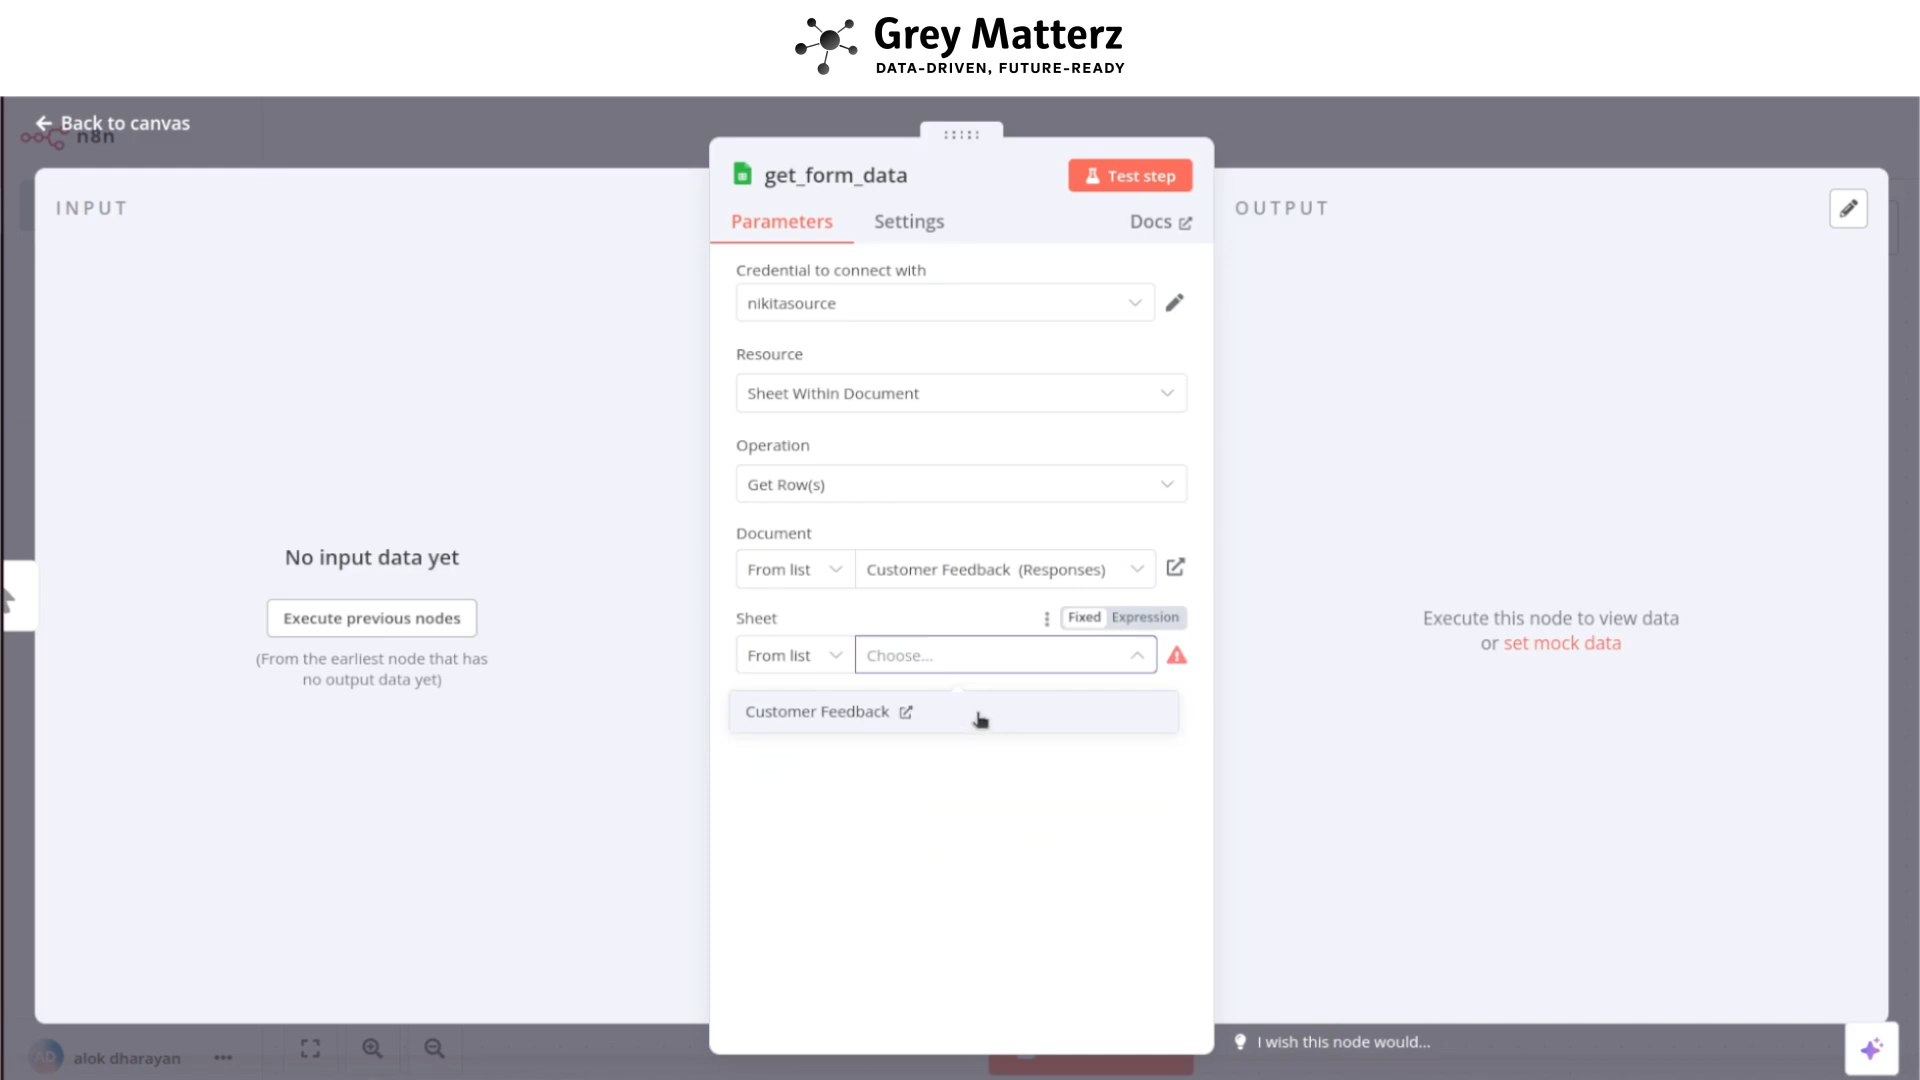 Grey Matterz
DATA-DRIVEN, FUTURE-READY
Back to canvas
n8n
get_form_data
Test step
INPUT
Parameters
Settings
Docs
OUTPUT
Credential to connect with
nikitasource
Resource
Sheet Within Document
Operation
Get Row(s)
Document
From list
Customer Feedback (Responses)
No input data yet
Execute previous nodes
(From the earliest node that has
no output data yet)
Sheet
Fixed
Expression
From list
Choose...
Customer Feedback
Execute this node to view data
or set mock data
AD
alok dharayan
I wish this node would...